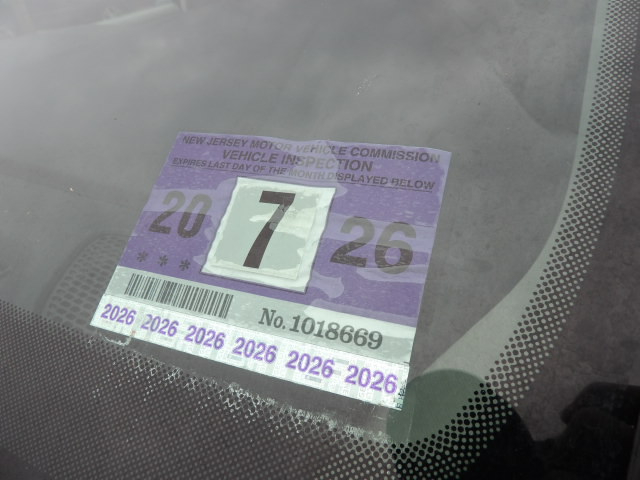 NEW JERSEY MOTOR VEHICLE COMMISSION
VEHICLE INSPECTION
EXPIRES LAST DAY OF THE MONTH DISPLAYED BELOW
20 7 26
***
No. 1018669
2026 2026 2026 2026 2026 2026